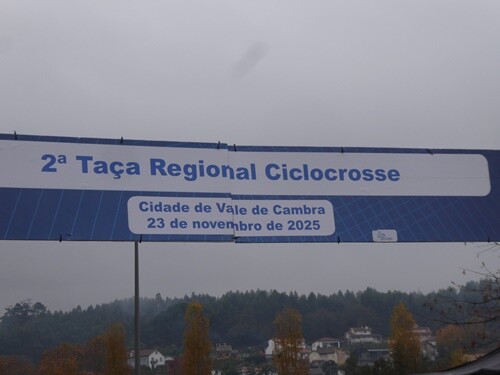 2ª Taça Regional Ciclocrosse
Cidade de Vale de Cambra
23 de novembro de 2025